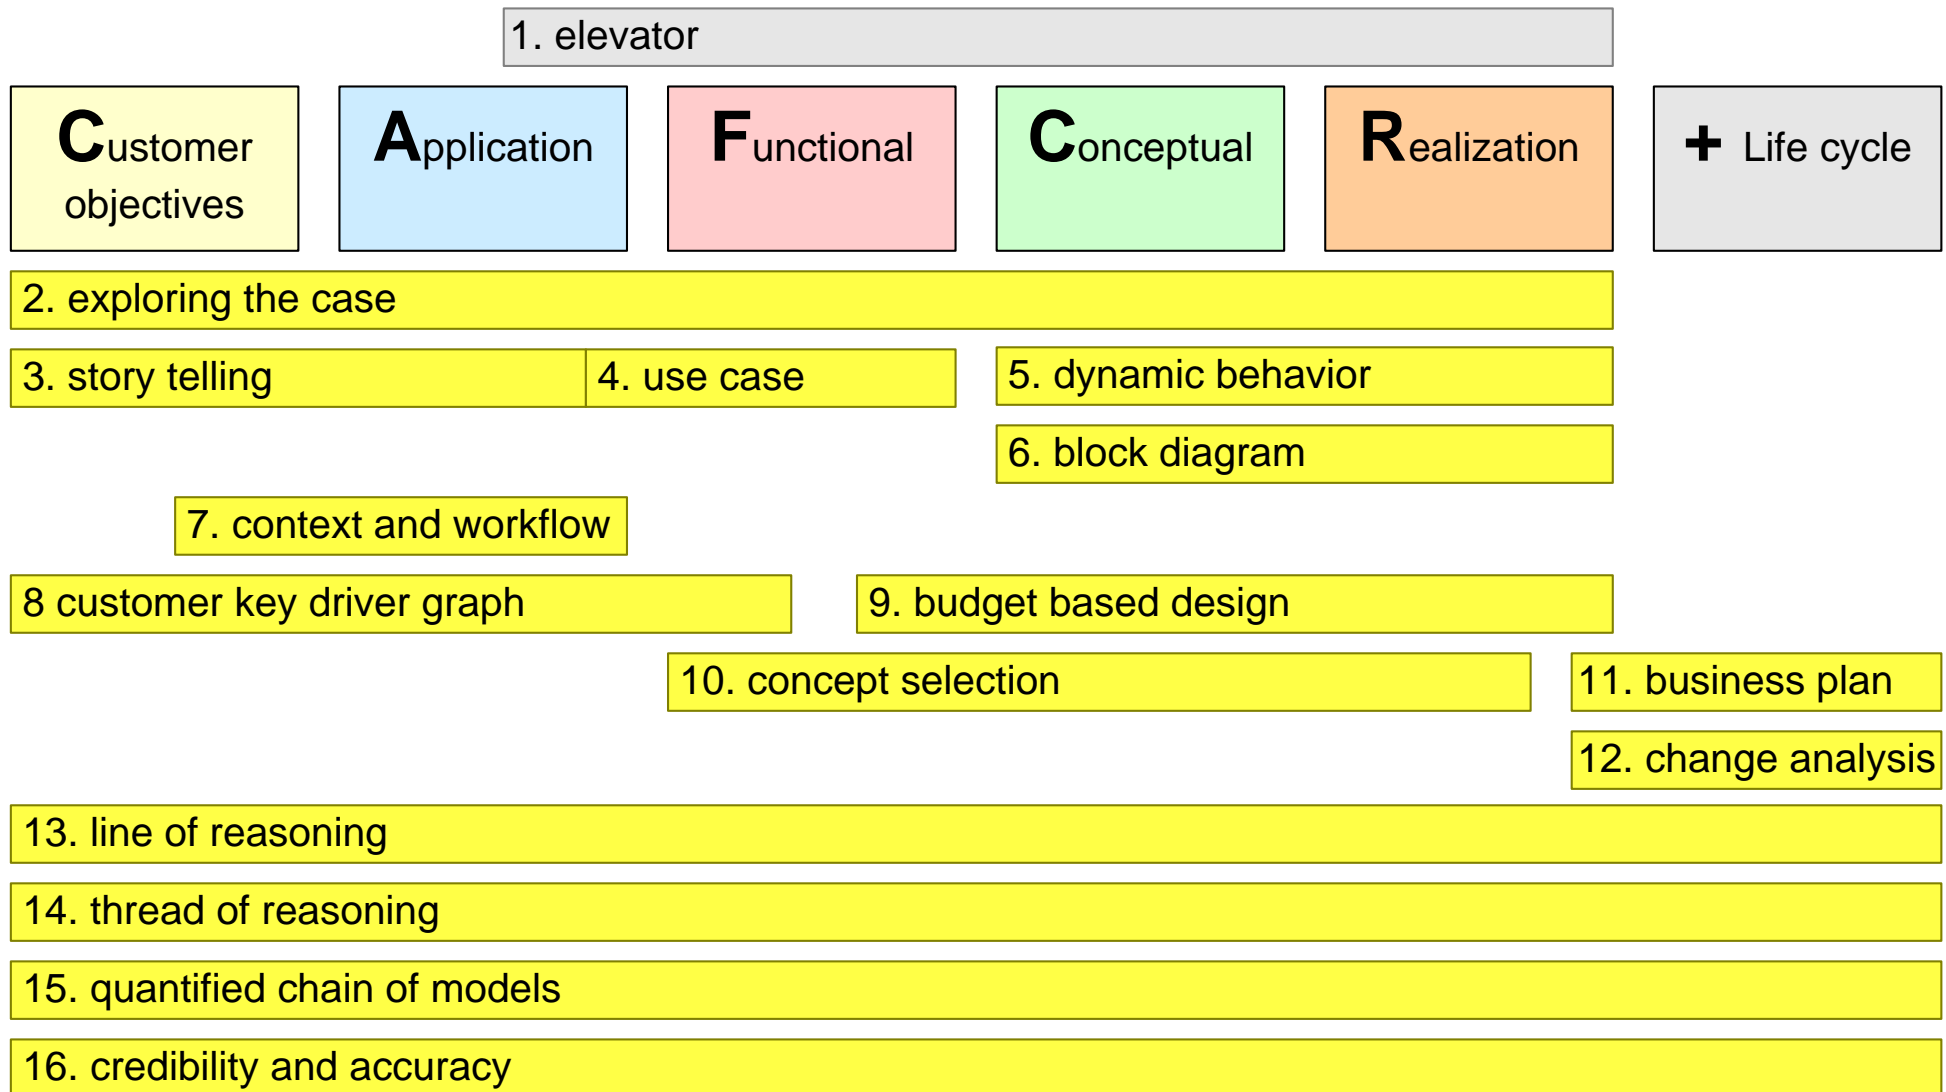 1. elevator
Customer
objectives
Application
Functional
Conceptual
Realization
+ Life cycle
2. exploring the case
3. story telling
4. use case
5. dynamic behavior
6. block diagram
7. context and workflow
8 customer key driver graph
9. budget based design
10. concept selection
11. business plan
12. change analysis
13. line of reasoning
14. thread of reasoning
15. quantified chain of models
16. credibility and accuracy